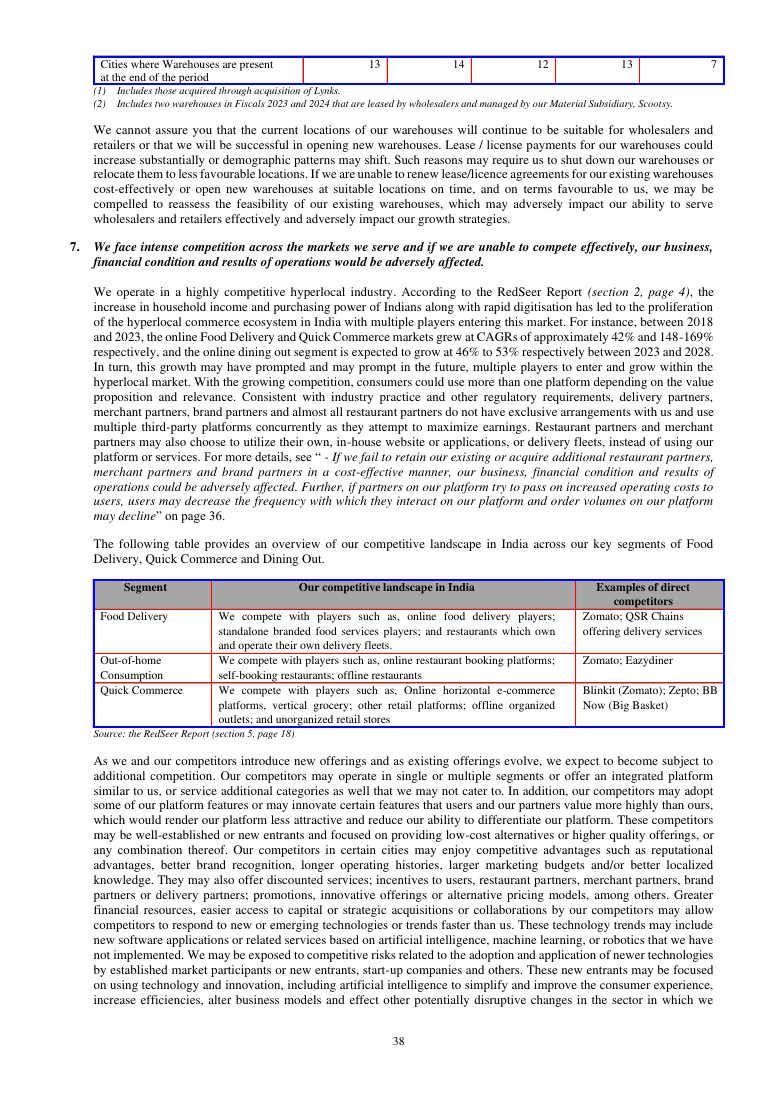 Cities where Warehouses are present 13 14 12 13 7
at the end of the period
(1) Includes those acquired through acquisition of Lynks.
(2) Includes two warehouses in Fiscals 2023 and 2024 that are leased by wholesalers and managed by our Material Subsidiary, Scootsy.
We cannot assure you that the current locations of our warehouses will continue to be suitable for wholesalers and
retailers or that we will be successful in opening new warehouses. Lease / license payments for our warehouses could
increase substantially or demographic patterns may shift. Such reasons may require us to shut down our warehouses or
relocate them to less favourable locations. If we are unable to renew lease/licence agreements for our existing warehouses
cost-effectively or open new warehouses at suitable locations on time, and on terms favourable to us, we may be
compelled to reassess the feasibility of our existing warehouses, which may adversely impact our ability to serve
wholesalers and retailers effectively and adversely impact our growth strategies.
7. We face intense competition across the markets we serve and if we are unable to compete effectively, our business,
financial condition and results of operations would be adversely affected.
We operate in a highly competitive hyperlocal industry. According to the RedSeer Report (section 2, page 4), the
increase in household income and purchasing power of Indians along with rapid digitisation has led to the proliferation
of the hyperlocal commerce ecosystem in India with multiple players entering this market. For instance, between 2018
and 2023, the online Food Delivery and Quick Commerce markets grew at CAGRs of approximately 42% and 148-169%
respectively, and the online dining out segment is expected to grow at 46% to 53% respectively between 2023 and 2028.
In turn, this growth may have prompted and may prompt in the future, multiple players to enter and grow within the
hyperlocal market. With the growing competition, consumers could use more than one platform depending on the value
proposition and relevance. Consistent with industry practice and other regulatory requirements, delivery partners,
merchant partners, brand partners and almost all restaurant partners do not have exclusive arrangements with us and use
multiple third-party platforms concurrently as they attempt to maximize earnings. Restaurant partners and merchant
partners may also choose to utilize their own, in-house website or applications, or delivery fleets, instead of using our
platform or services. For more details, see “ - If we fail to retain our existing or acquire additional restaurant partners,
merchant partners and brand partners in a cost-effective manner, our business, financial condition and results of
operations could be adversely affected. Further, if partners on our platform try to pass on increased operating costs to
users, users may decrease the frequency with which they interact on our platform and order volumes on our platform
may decline” on page 36.
The following table provides an overview of our competitive landscape in India across our key segments of Food
Delivery, Quick Commerce and Dining Out.
Segment Our competitive landscape in India Examples of direct
competitors
Food Delivery We compete with players such as, online food delivery players; Zomato; QSR Chains
standalone branded food services players; and restaurants which own offering delivery services
and operate their own delivery fleets.
Out-of-home We compete with players such as, online restaurant booking platforms; Zomato; Eazydiner
Consumption self-booking restaurants; offline restaurants
Quick Commerce We compete with players such as, Online horizontal e-commerce Blinkit (Zomato); Zepto; BB
platforms, vertical grocery; other retail platforms; offline organized Now (Big Basket)
outlets; and unorganized retail stores
Source: the RedSeer Report (section 5, page 18)
As we and our competitors introduce new offerings and as existing offerings evolve, we expect to become subject to
additional competition. Our competitors may operate in single or multiple segments or offer an integrated platform
similar to us, or service additional categories as well that we may not cater to. In addition, our competitors may adopt
some of our platform features or may innovate certain features that users and our partners value more highly than ours,
which would render our platform less attractive and reduce our ability to differentiate our platform. These competitors
may be well-established or new entrants and focused on providing low-cost alternatives or higher quality offerings, or
any combination thereof. Our competitors in certain cities may enjoy competitive advantages such as reputational
advantages, better brand recognition, longer operating histories, larger marketing budgets and/or better localized
knowledge. They may also offer discounted services; incentives to users, restaurant partners, merchant partners, brand
partners or delivery partners; promotions, innovative offerings or alternative pricing models, among others. Greater
financial resources, easier access to capital or strategic acquisitions or collaborations by our competitors may allow
competitors to respond to new or emerging technologies or trends faster than us. These technology trends may include
new software applications or related services based on artificial intelligence, machine learning, or robotics that we have
not implemented. We may be exposed to competitive risks related to the adoption and application of newer technologies
by established market participants or new entrants, start-up companies and others. These new entrants may be focused
on using technology and innovation, including artificial intelligence to simplify and improve the consumer experience,
increase efficiencies, alter business models and effect other potentially disruptive changes in the sector in which we
38